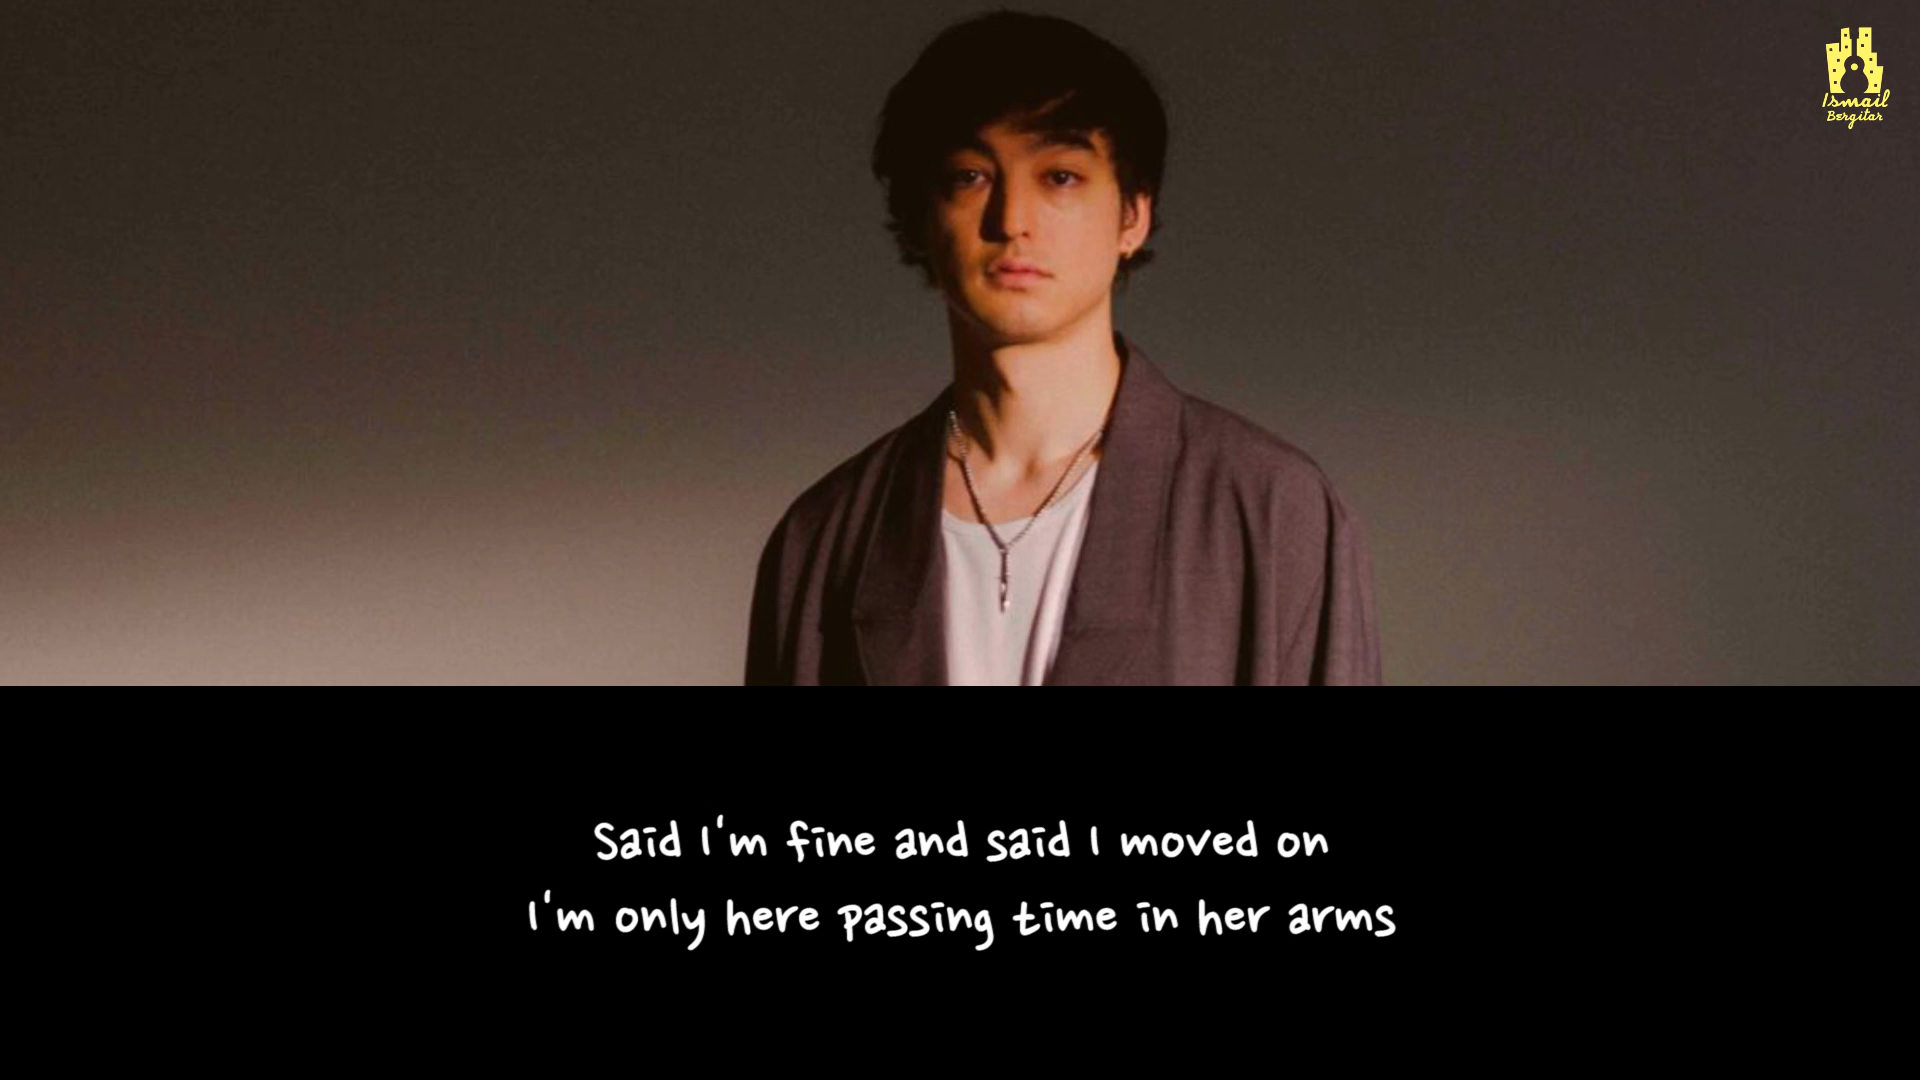 Ismail
Bergitar
Said I'm fine and said I moved on
I'm only here passing time in her arms